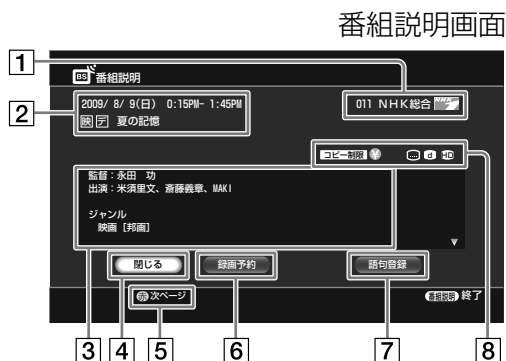 番組説明画面
1
BS 番組説明
2
2009/ 8/ 9(日) 0:15PM- 1:45PM
映 デ 夏の記憶
011 NHK総合 NHK
コピー制限 ¥ d HD
監督：永田 功
出演：米須里文、斎藤義章、MAKI
ジャンル
映画［邦画］
▼
閉じる 録画予約 語句登録
赤 次ページ
番組説明 終了
3 4 5 6 7 8